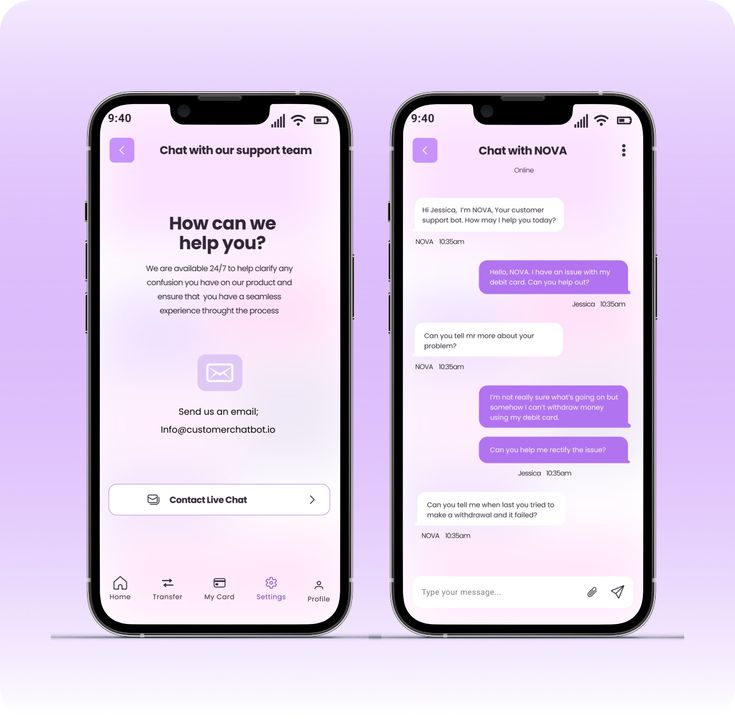 9:40
Chat with our support team
How can we
help you?
We are available 24/7 to help clarify any
confusion you have on our product and
ensure that you have a seamless
experience throught the process
Send us an email;
Info@customerchatbot.io
Contact Live Chat
Home
Transfer
My Card
Settings
Profile
9:40
Chat with NOVA
Online
Hi Jessica, I'm NOVA, Your customer
support bot. How may I help you today?
NOVA 10:35am
Hello, NOVA. I have an issue with my
debit card. Can you help out?
Jessica 10:35am
Can you tell mr more about your
problem?
NOVA 10:35am
I'm not really sure what's going on but
somehow I can't withdraw money
using my debit card.
Can you help me rectify the issue?
Jessica 10:35am
Can you tell me when last you tried to
make a withdrawal and it failed?
NOVA 10:35am
Type your message...